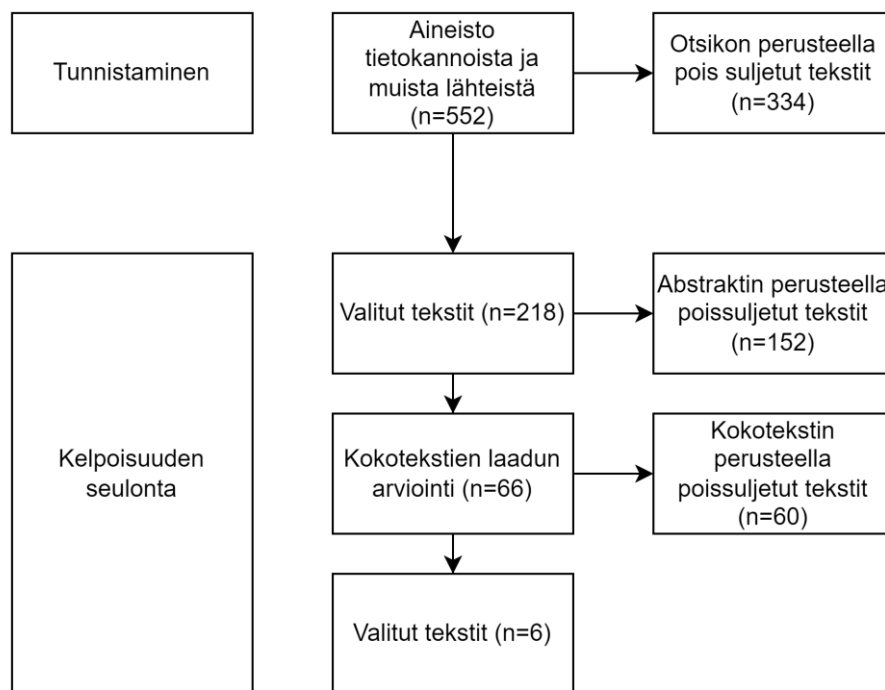 Tunnistaminen
Aineisto
tietokannoista ja
muista lähteistä
(n=552)
Otsikon perusteella
pois suljetut tekstit
(n=334)
Kelpoisuuden
seulonta
Valitut tekstit (n=218)
Abstraktin perusteella
poissuljetut tekstit
(n=152)
Kokotekstien laadun
arviointi (n=66)
Kokotekstin
perusteella
poissuljetut tekstit
(n=60)
Valitut tekstit (n=6)